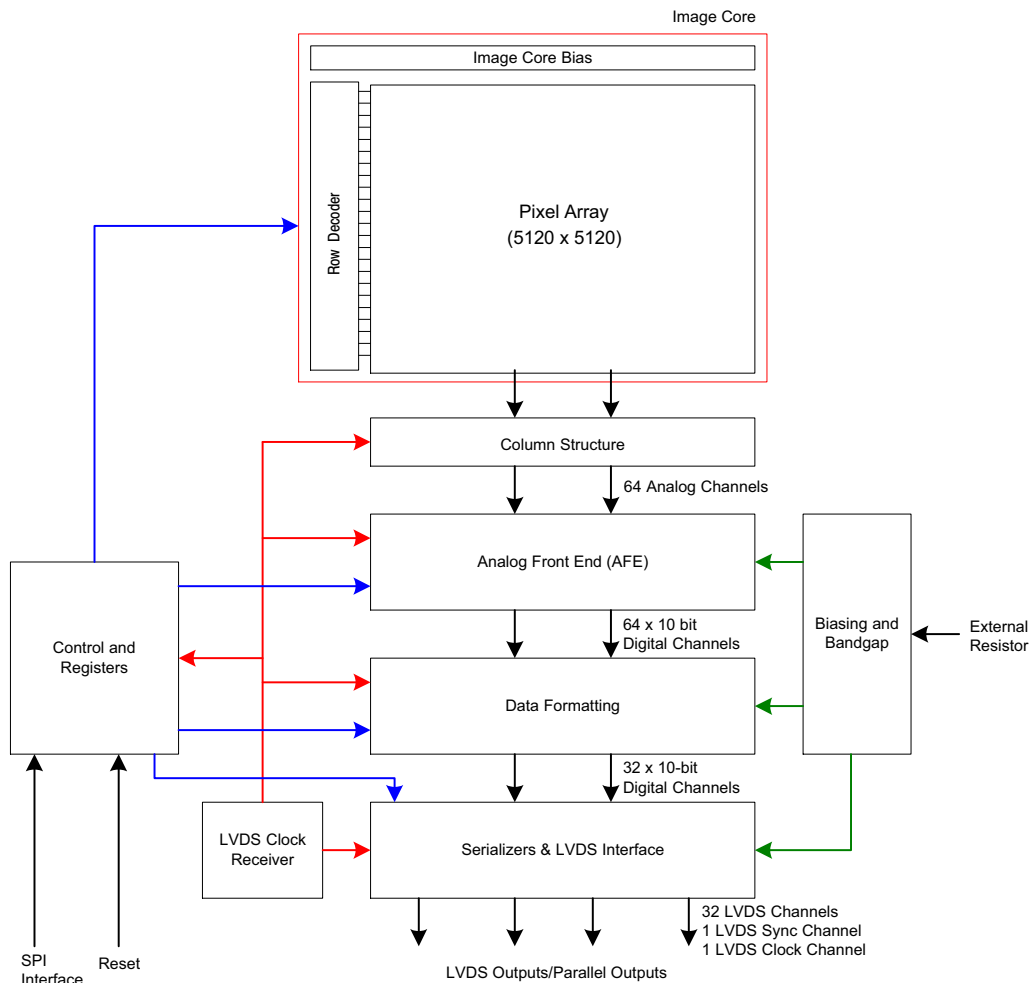 Image Core
Image Core Bias
Row Decoder
Pixel Array
(5120 x 5120)
Column Structure
64 Analog Channels
Analog Front End (AFE)
64 x 10 bit
Digital Channels
Biasing and
Bandgap
External
Resistor
Control and
Registers
Data Formatting
32 x 10-bit
Digital Channels
LVDS Clock
Receiver
Serializers & LVDS Interface
32 LVDS Channels
1 LVDS Sync Channel
1 LVDS Clock Channel
SPI
Interface
Reset
LVDS Outputs/Parallel Outputs